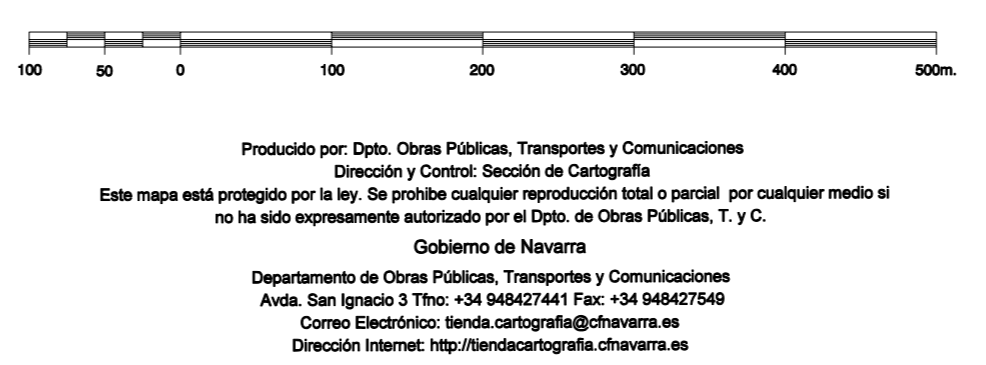 100 50 0 100 200 300 400 500m.
Producido por: Dpto. Obras Públicas, Transportes y Comunicaciones
Dirección y Control: Sección de Cartografía
Este mapa está protegido por la ley. Se prohibe cualquier reproducción total o parcial por cualquier medio si
no ha sido expresamente autorizado por el Dpto. de Obras Públicas, T. y C.
Gobierno de Navarra
Departamento de Obras Públicas, Transportes y Comunicaciones
Avda. San Ignacio 3 Tfno: +34 948427441 Fax: +34 948427549
Correo Electrónico: tienda.cartografia@cfnavarra.es
Dirección Internet: http://tiendacartografia.cfnavarra.es